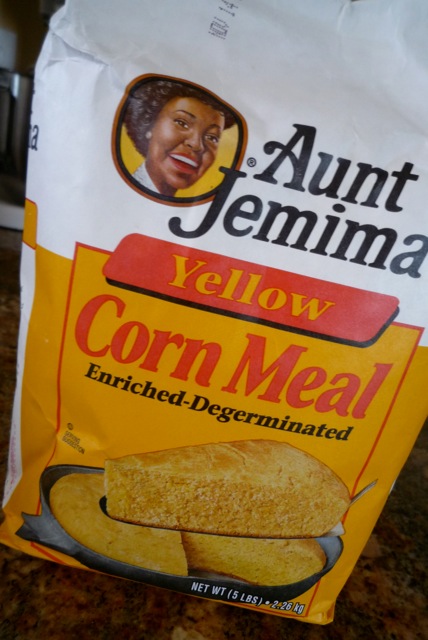 Aunt
Jemima®
Yellow
Corn Meal
Enriched-Degerminated
NET WT (5 LBS) • 2.26 kg